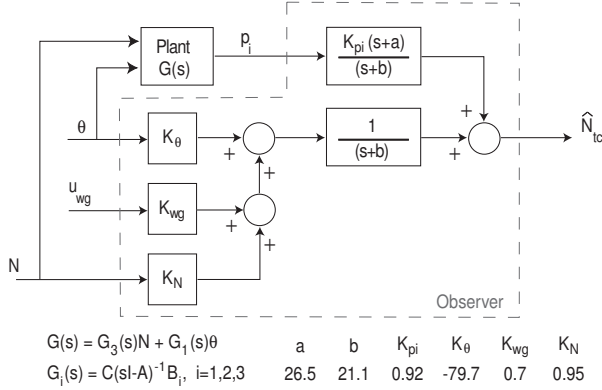 Plant
G(s)
p_i
K_pi (s+a)
(s+b)
θ
K_θ
+
+
+
1
(s+b)
+
+
N̂_tc
u_wg
K_wg
+
+
N
K_N
Observer
G(s) = G_3(s)N + G_1(s)θ
G_i(s) = C(sI-A)^-1 B_i, i=1,2,3
a b K_pi K_θ K_wg K_N
26.5 21.1 0.92 -79.7 0.7 0.95